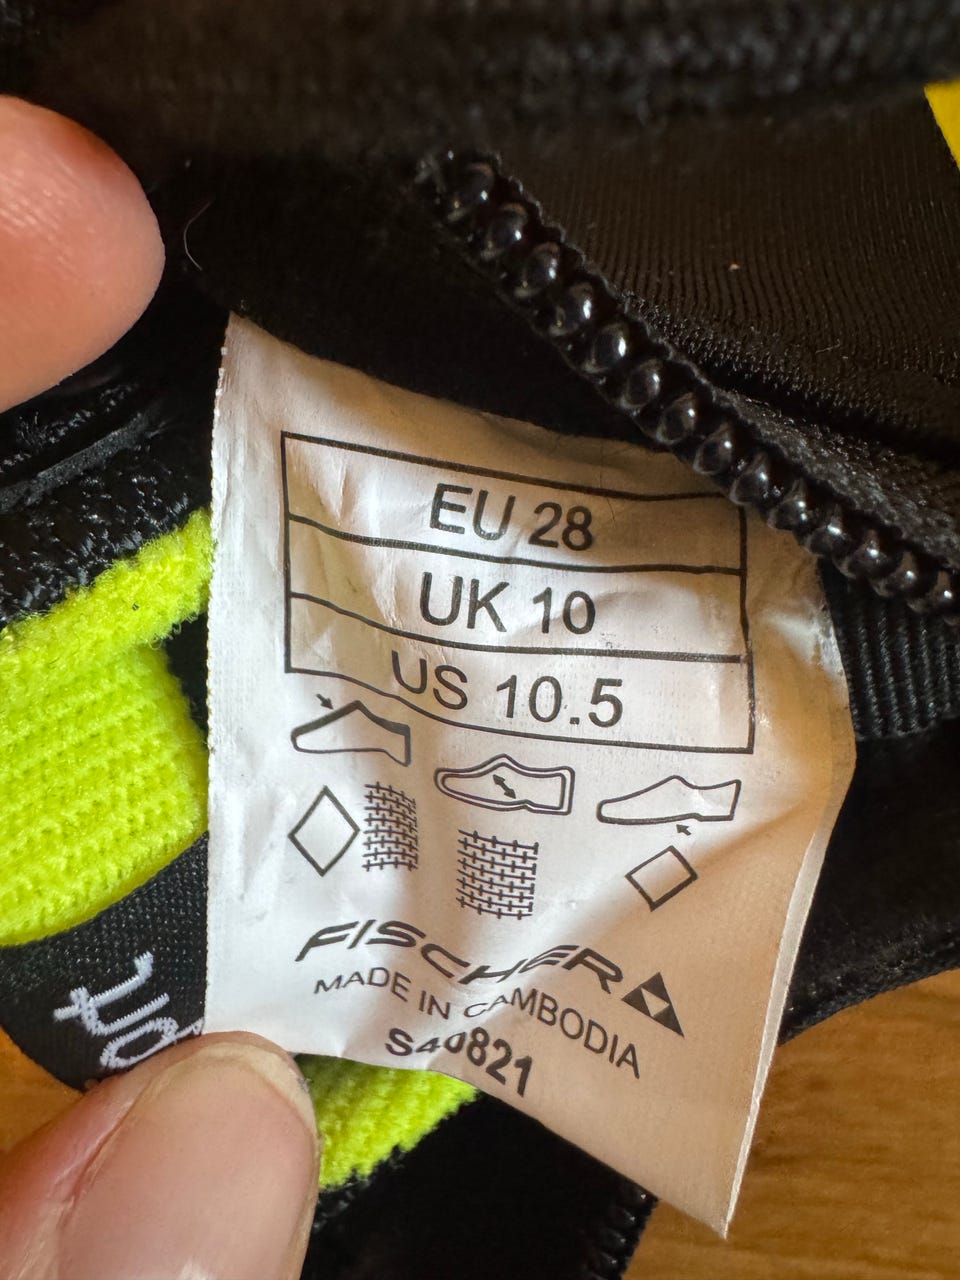 EU 28
UK 10
US 10.5
FISCHER
MADE IN CAMBODIA
S40821